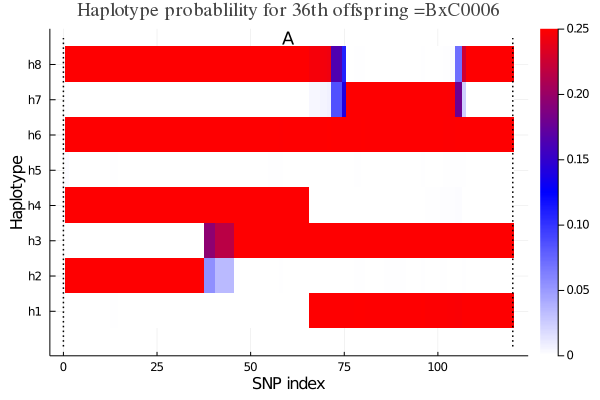 Haplotype probablility for 36th offspring =BxC0006
A
h8
h7
h6
h5
h4
h3
h2
h1
Haplotype
0
25
50
75
100
SNP index
0.25
0.20
0.15
0.10
0.05
0